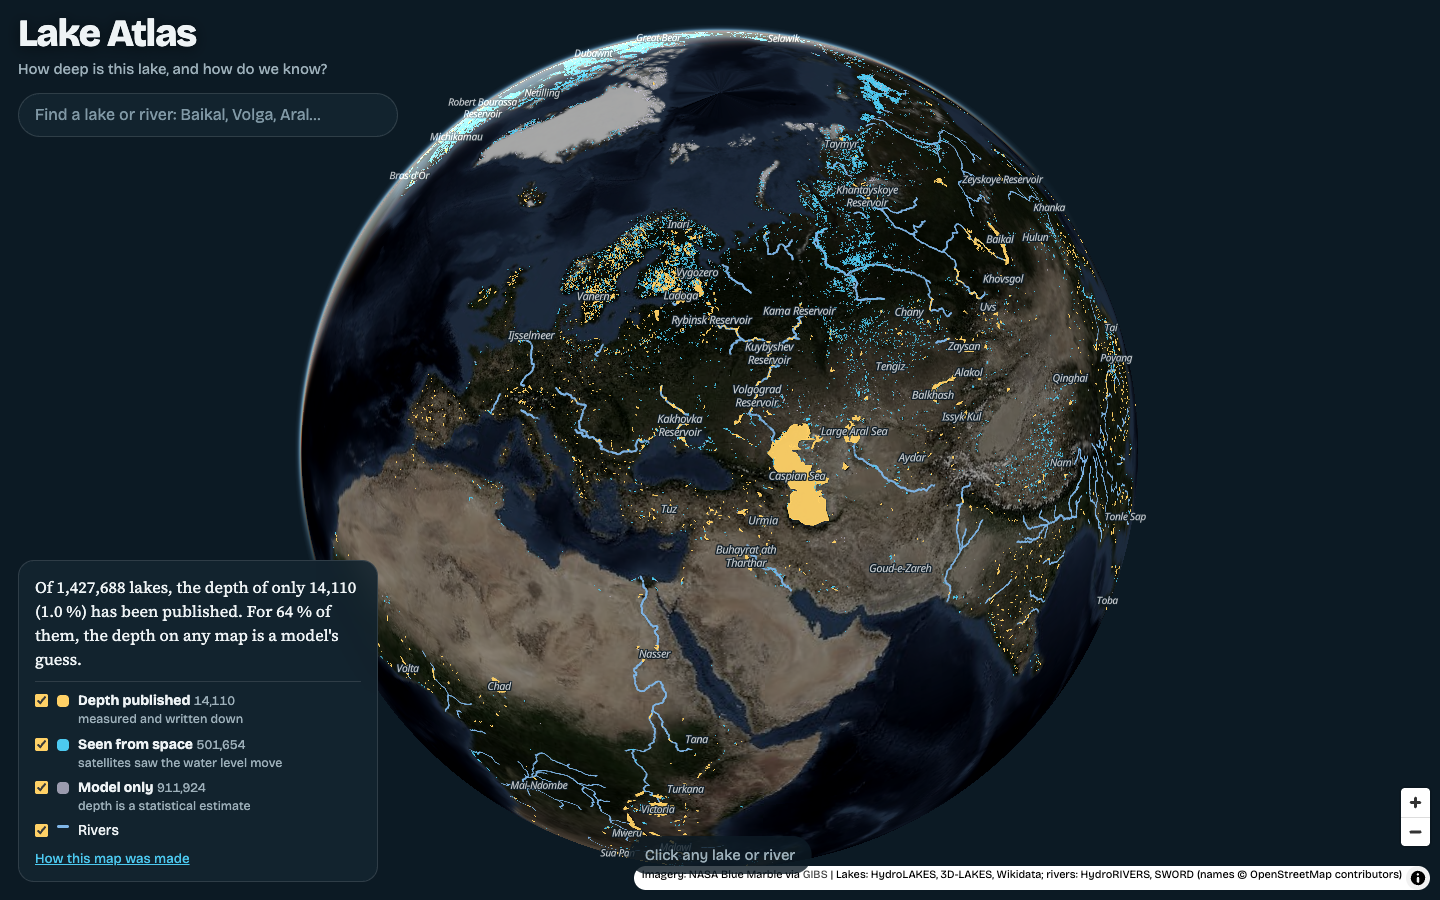 Lake Atlas
How deep is this lake, and how do we know?
Find a lake or river: Baikal, Volga, Aral...
Great Bear
Selawik
Dubawnt
Nettilling
Robert Bourassa
Reservoir
Michikamau
Bras d'Or
Taymyr
Khantayskoye
Reservoir
Zeyskoye Reservoir
Khanka
Baikal
Hulun
Khovsgol
Inari
Vygozero
Vanern
Ladoga
Rybinsk Reservoir
Kama Reservoir
Chany
Uvs
Ijsselmeer
Kuybyshev
Reservoir
Zaysan
Tai
Poyang
Tengiz
Alakol
Qinghai
Volgograd
Reservoir
Balkhash
Issyk Kul
Kakhovka
Reservoir
Large Aral Sea
Aydar
Nam
Caspian Sea
Tuz
Urmia
Tonle Sap
Buhayrat ath
Tharthar
Goud-e Zareh
Toba
Nasser
Volta
Chad
Tana
Mai-Ndombe
Turkana
Victoria
Mweru
Sua Pan
Of 1,427,688 lakes, the depth of only 14,110
(1.0 %) has been published. For 64 % of
them, the depth on any map is a model's
guess.
Depth published 14,110
measured and written down
Seen from space 501,654
satellites saw the water level move
Model only 911,924
depth is a statistical estimate
Rivers
How this map was made
Click any lake or river
Imagery: NASA Blue Marble via GIBS | Lakes: HydroLAKES, 3D-LAKES, Wikidata; rivers: HydroRIVERS, SWORD (names © OpenStreetMap contributors)